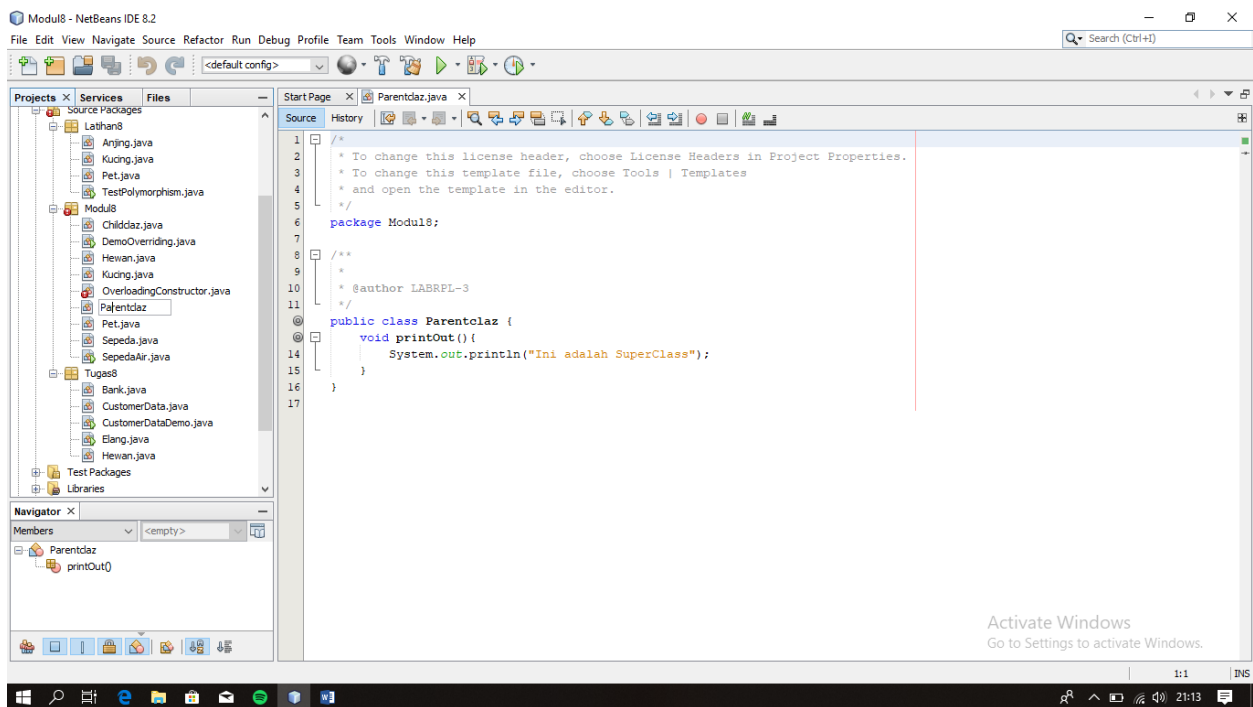 Modul8 - NetBeans IDE 8.2
File Edit View Navigate Source Refactor Run Debug Profile Team Tools Window Help
Search (Ctrl+I)
<default config>
Projects Services Files
Start Page Parentclaz.java
Source History
Source Packages
Latihan8
Anjing.java
Kucing.java
Pet.java
TestPolymorphism.java
Modul8
Childclaz.java
DemoOverriding.java
Hewan.java
Kucing.java
OverloadingConstructor.java
Parentclaz
Pet.java
Sepeda.java
SepedaAir.java
Tugas8
Bank.java
CustomerData.java
CustomerDataDemo.java
Elang.java
Hewan.java
Test Packages
Libraries
1 /*
2 * To change this license header, choose License Headers in Project Properties.
3 * To change this template file, choose Tools | Templates
4 * and open the template in the editor.
5 */
6 package Modul8;
7
8 /**
9 *
10 * @author LABRPL-3
11 */
public class Parentclaz {
void printOut(){
14 System.out.println("Ini adalah SuperClass");
15 }
16 }
17
Navigator
Members <empty>
Parentclaz
printOut()
Activate Windows
Go to Settings to activate Windows.
1:1 INS
21:13